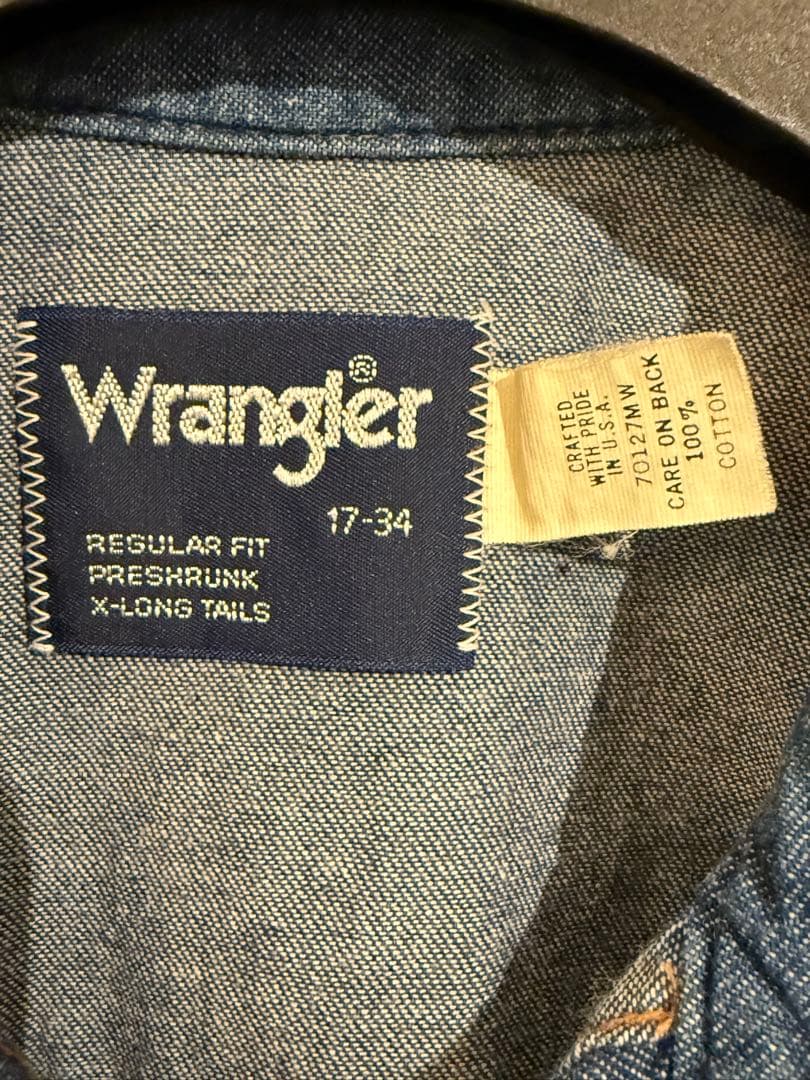 Wrangler®
17-34
REGULAR FIT
PRESHRUNK
X-LONG TAILS
CRAFTED
WITH PRIDE
IN U.S.A.
70127MW
CARE ON BACK
100%
COTTON